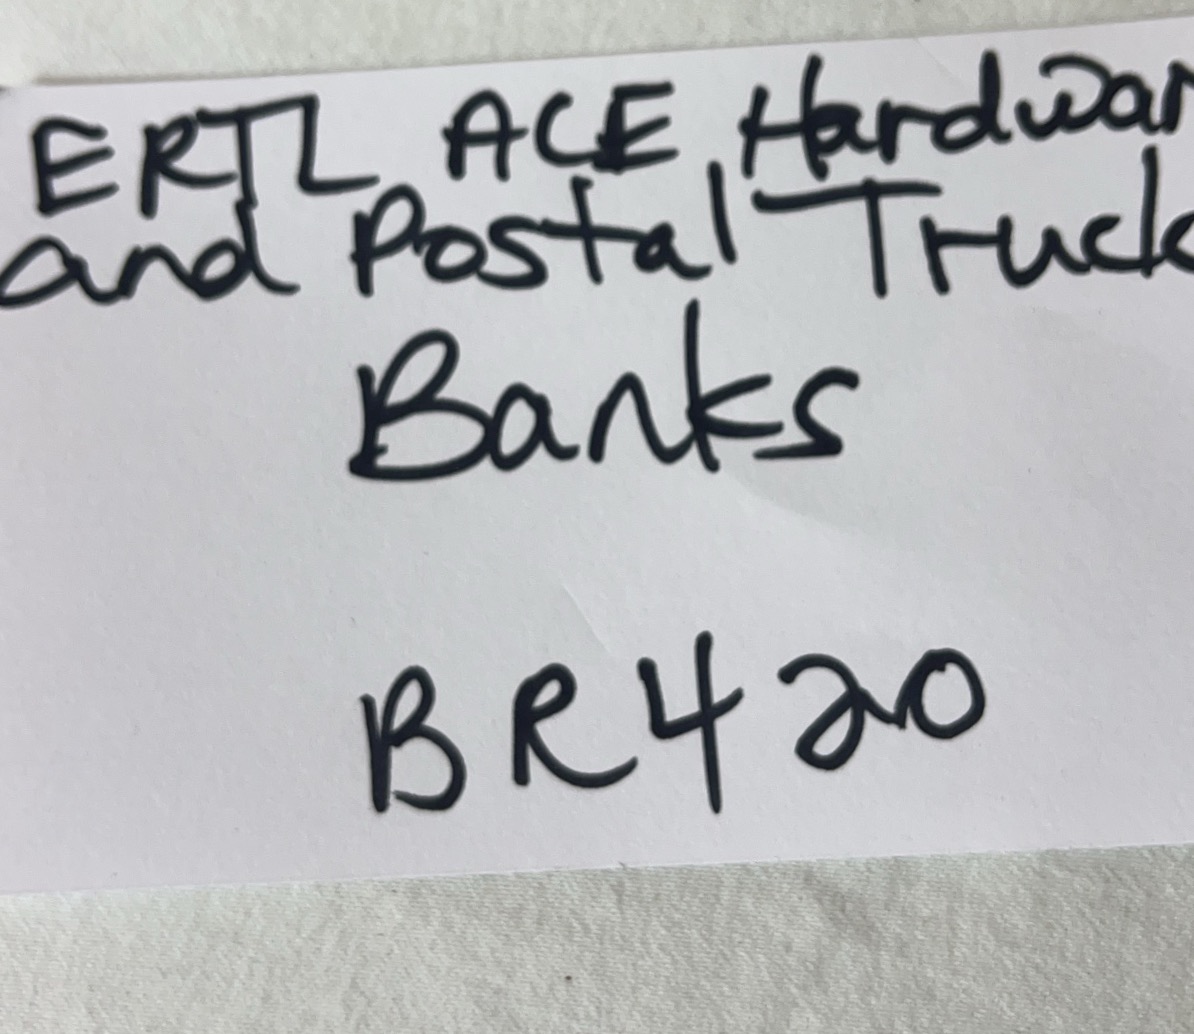 ERTL ACE Hardwar
and Postal Truck
Banks
BR420